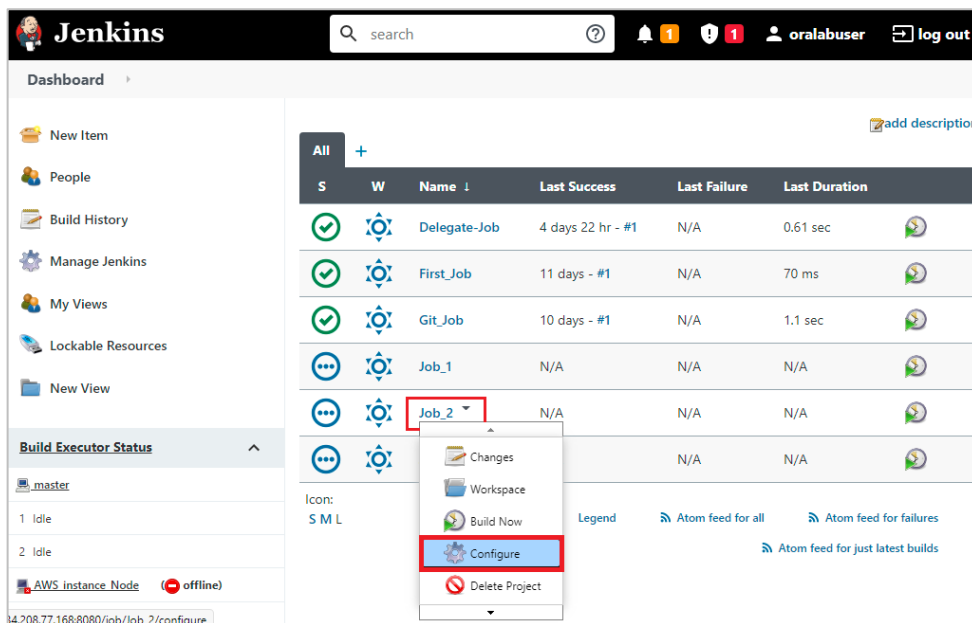 Jenkins
search
1
1
oralabuser
log out
Dashboard
New Item
People
Build History
Manage Jenkins
My Views
Lockable Resources
New View
Build Executor Status
master
1 Idle
2 Idle
AWS instance Node (offline)
34.208.77.168:8080/job/Job_2/configure
add description
All +
S W Name ↓ Last Success Last Failure Last Duration
Delegate-Job 4 days 22 hr - #1 N/A 0.61 sec
First_Job 11 days - #1 N/A 70 ms
Git_Job 10 days - #1 N/A 1.1 sec
Job_1 N/A N/A N/A
Job_2 N/A N/A N/A
N/A N/A
Changes
Workspace
Build Now
Configure
Delete Project
Icon:
S M L
Legend Atom feed for all Atom feed for failures
Atom feed for just latest builds